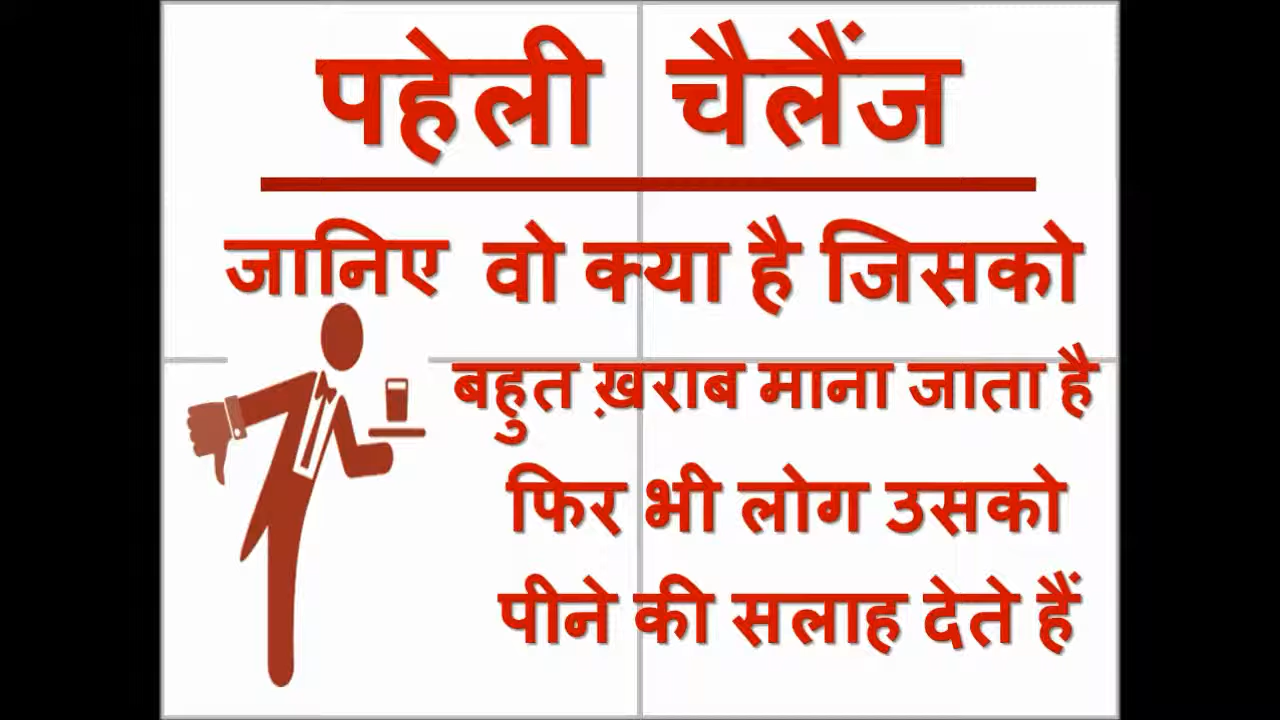 पहेली चैलैंज
जानिए वो क्या है जिसको
बहुत ख़राब माना जाता है
फिर भी लोग उसको
पीने की सलाह देते हैं